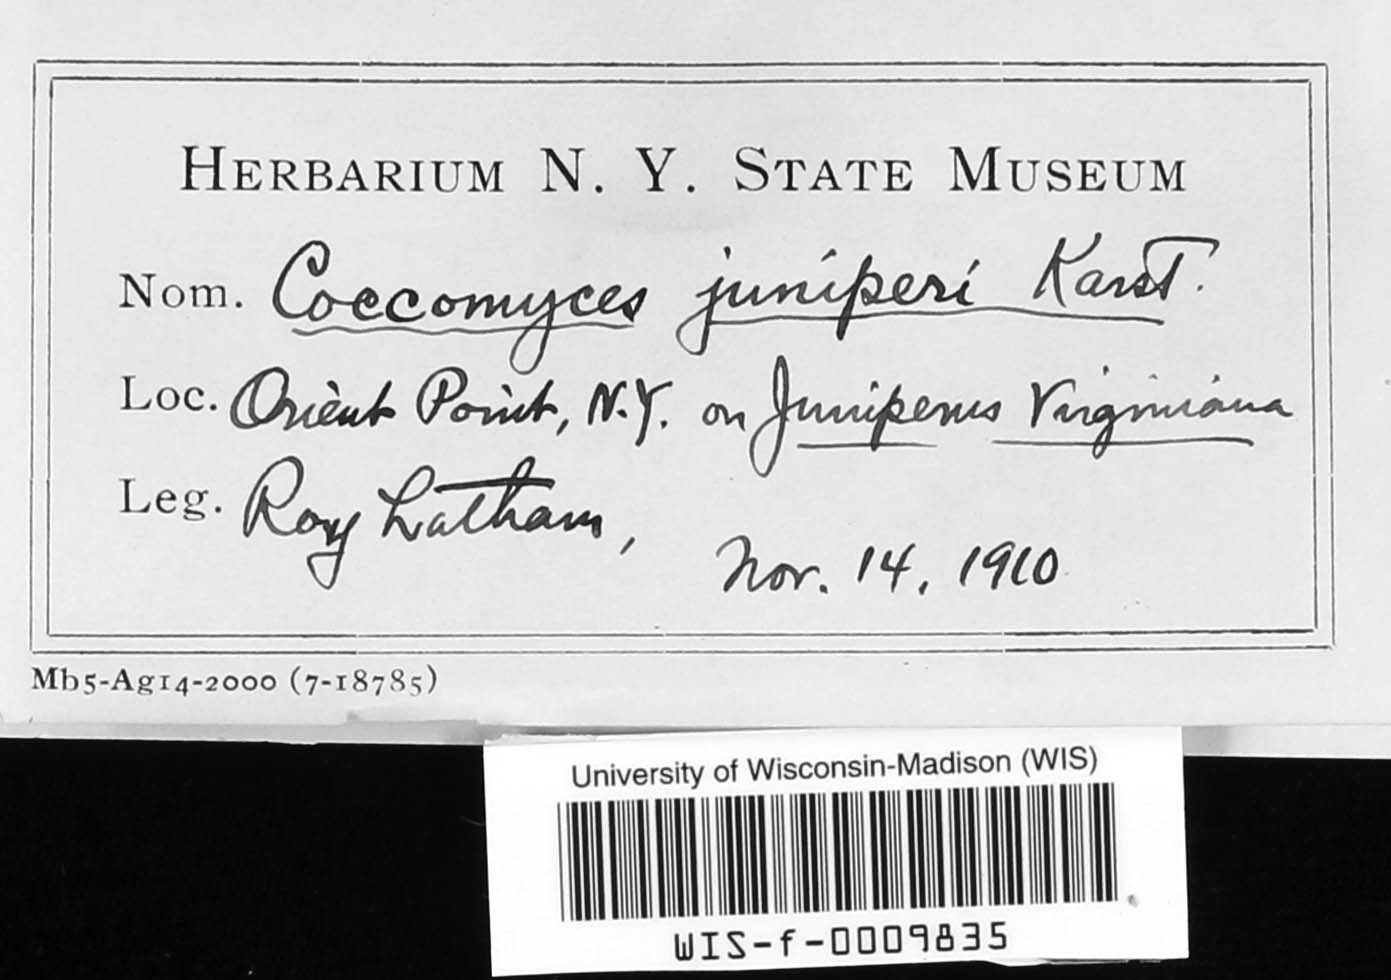 HERBARIUM N. Y. STATE MUSEUM
Nom. Coccomyces juniperi Karst.
Loc. Orient Point, N.Y. on Juniperus Virginiana
Leg. Roy Latham,
Nov. 14, 1910
Mb5-Ag14-2000 (7-18785)
University of Wisconsin-Madison (WIS)
WIS-f-0009835